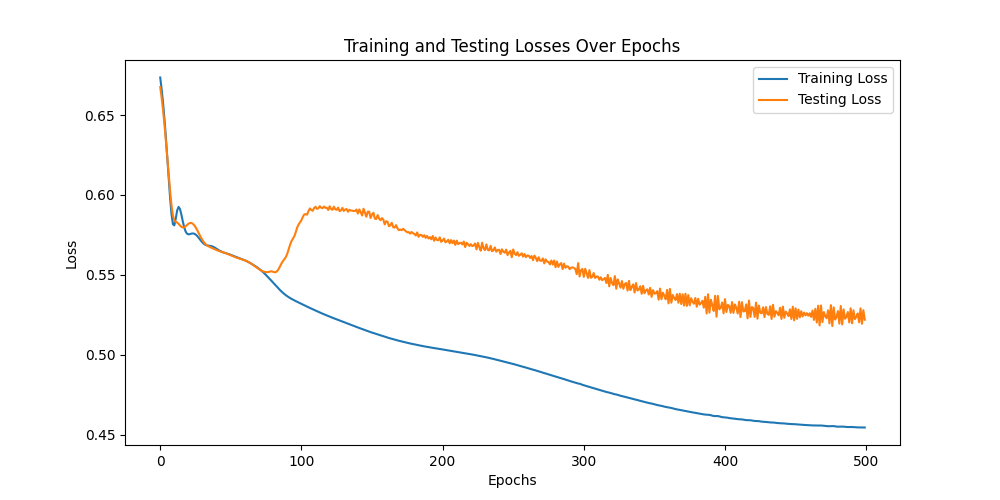 Training and Testing Losses Over Epochs
Training Loss
Testing Loss
0.65
0.60
0.55
0.50
0.45
Loss
0
100
200
300
400
500
Epochs